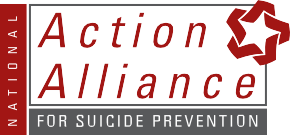 NATIONAL
Action
Alliance
FOR SUICIDE PREVENTION